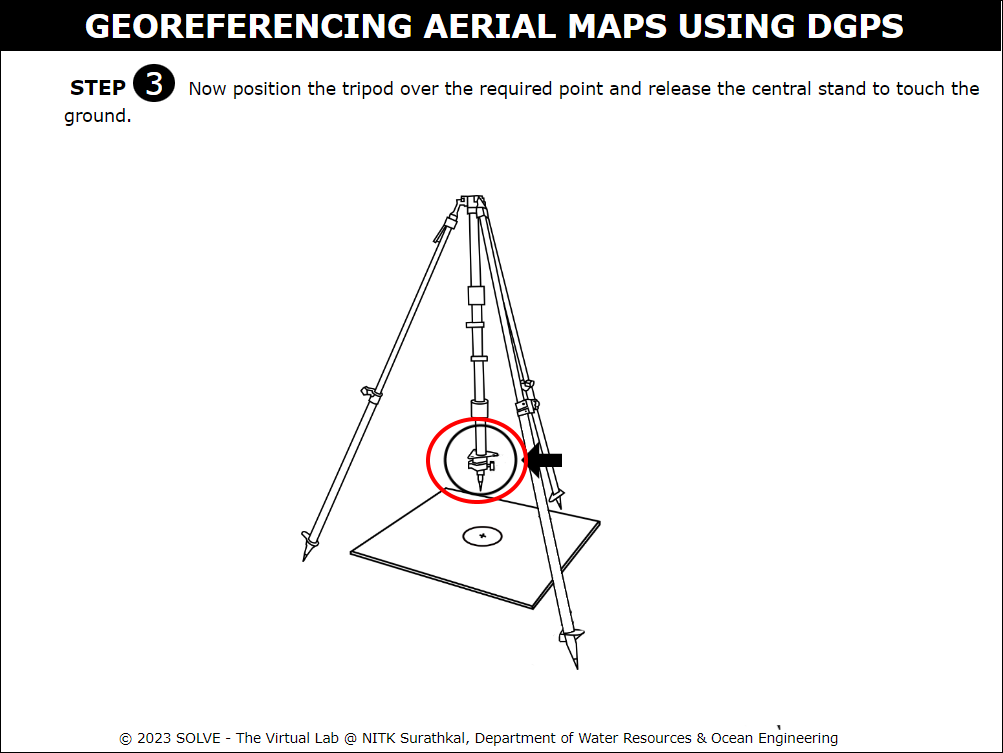 GEOREFERENCING AERIAL MAPS USING DGPS
STEP 3 Now position the tripod over the required point and release the central stand to touch the
ground.
© 2023 SOLVE - The Virtual Lab @ NITK Surathkal, Department of Water Resources & Ocean Engineering